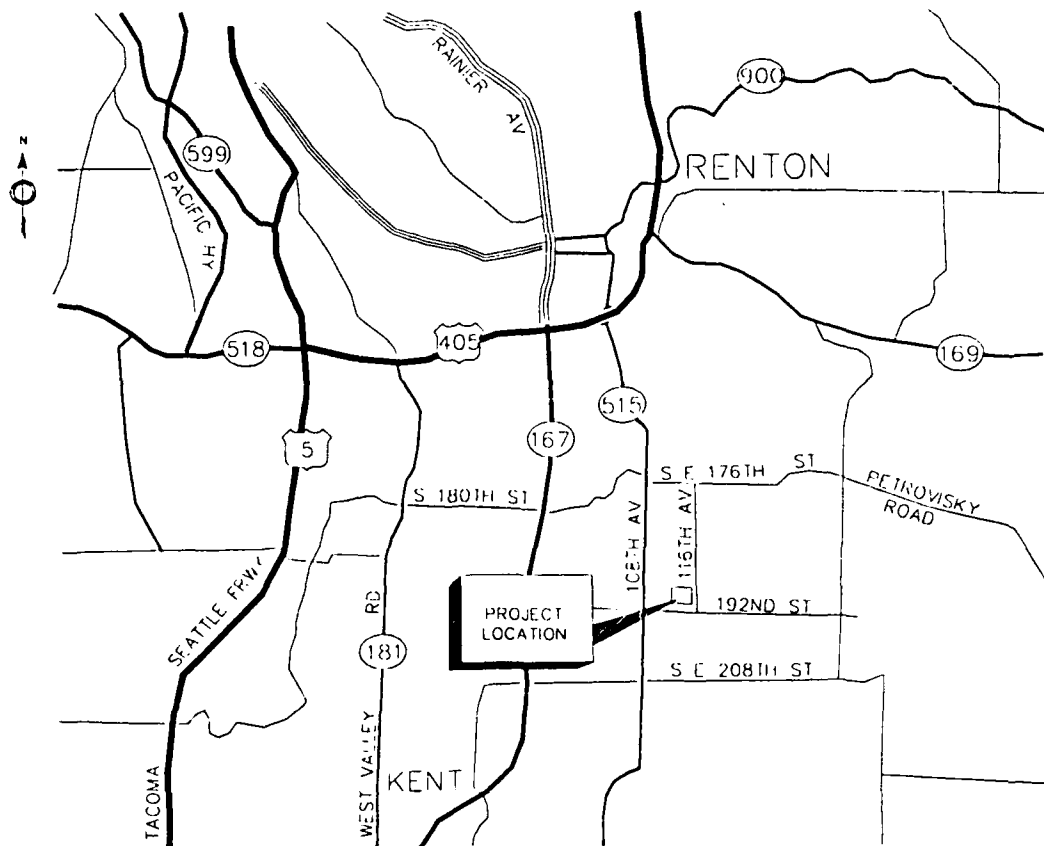 RAINIER
AV
900
N
599
RENTON
PACIFIC HY
518
405
169
515
5
167
S E 176TH ST
S 180TH ST
PETROVISKY
ROAD
108TH AV
116TH AV
SEATTLE FRWY
RD
PROJECT
LOCATION
192ND ST
181
S E 208TH ST
WEST VALLEY
KENT
TACOMA